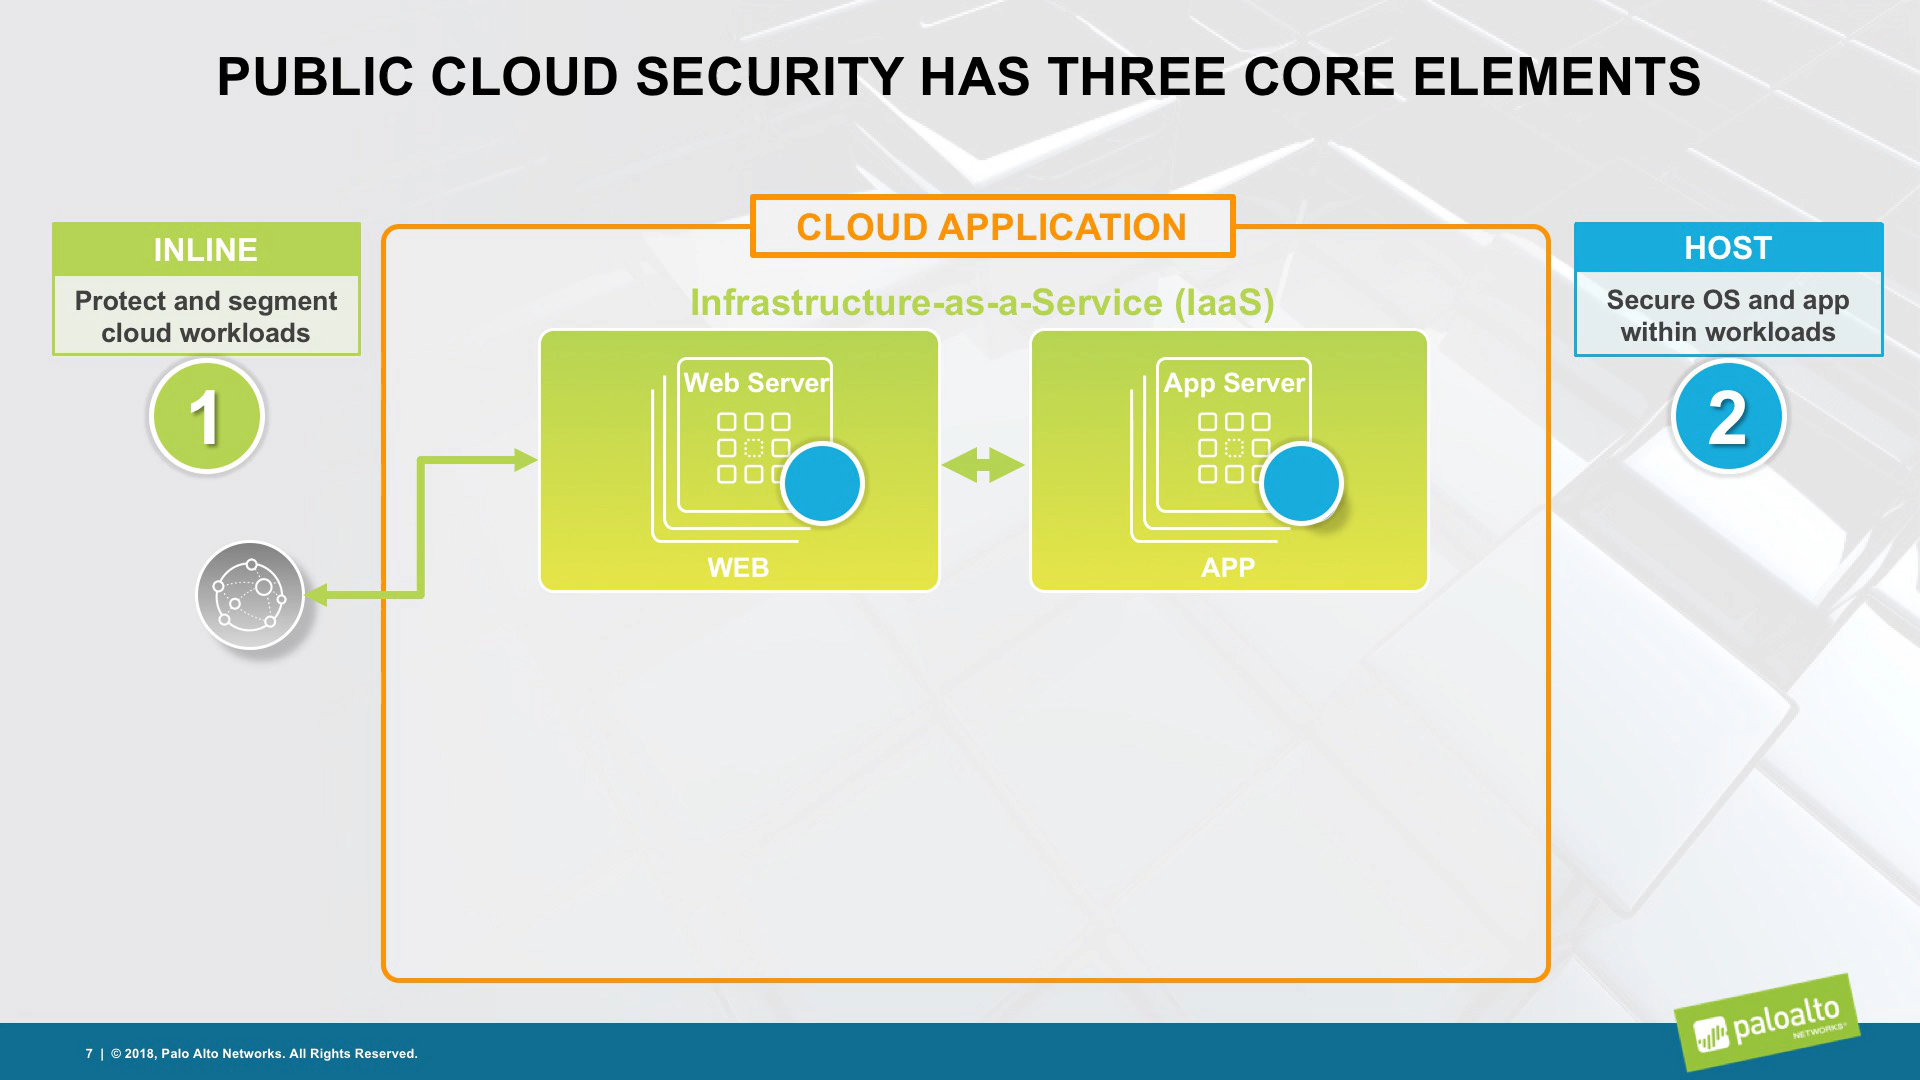 PUBLIC CLOUD SECURITY HAS THREE CORE ELEMENTS
CLOUD APPLICATION
INLINE
Protect and segment
cloud workloads
1
HOST
Secure OS and app
within workloads
2
Infrastructure-as-a-Service (IaaS)
Web Server
WEB
App Server
APP
7 | © 2018, Palo Alto Networks. All Rights Reserved.
paloalto
NETWORKS®